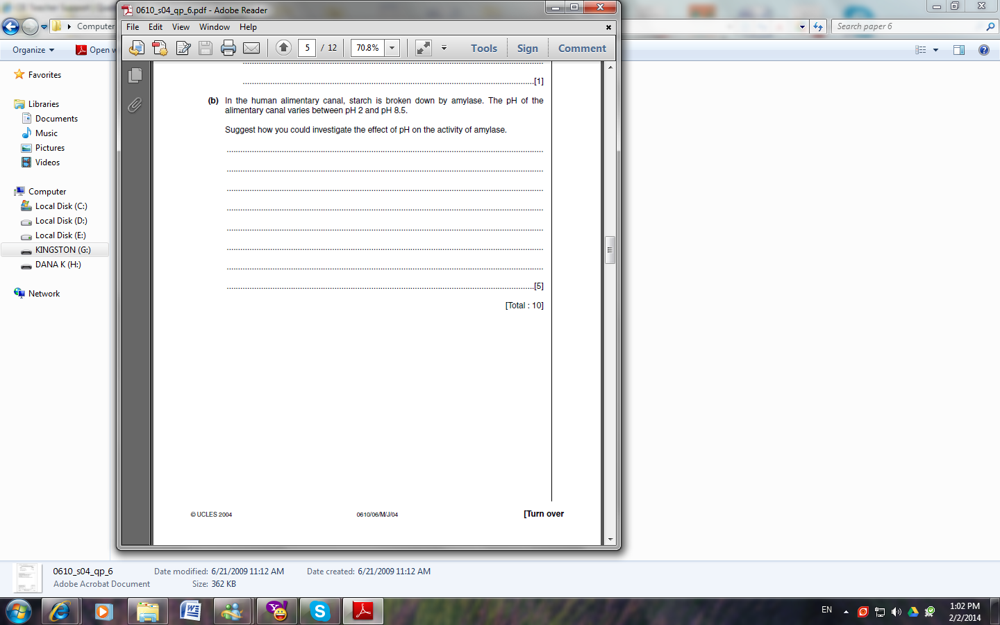 0610_s04_qp_6.pdf - Adobe Reader
File Edit View Window Help
5 / 12 70.8% Tools Sign Comment
Computer
Search paper 6
Organize
Open
Favorites
Libraries
Documents
Music
Pictures
Videos
Computer
Local Disk (C:)
Local Disk (D:)
Local Disk (E:)
KINGSTON (G:)
DANA K (H:)
Network
[1]
(b) In the human alimentary canal, starch is broken down by amylase. The pH of the
alimentary canal varies between pH 2 and pH 8.5.
Suggest how you could investigate the effect of pH on the activity of amylase.
[5]
[Total : 10]
© UCLES 2004 0610/06/M/J/04 [Turn over
0610_s04_qp_6 Date modified: 6/21/2009 11:12 AM Date created: 6/21/2009 11:12 AM
Adobe Acrobat Document Size: 362 KB
EN 1:02 PM
2/2/2014